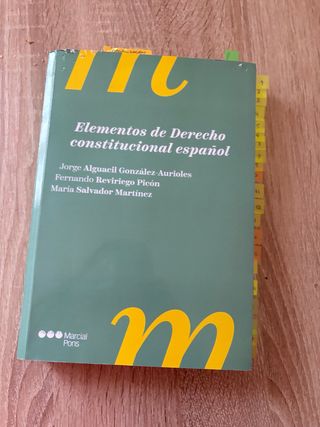 m
Elementos de Derecho
constitucional español
Jorge Alguacil González-Aurioles
Fernando Reviriego Picón
María Salvador Martínez
Marcial
Pons
m